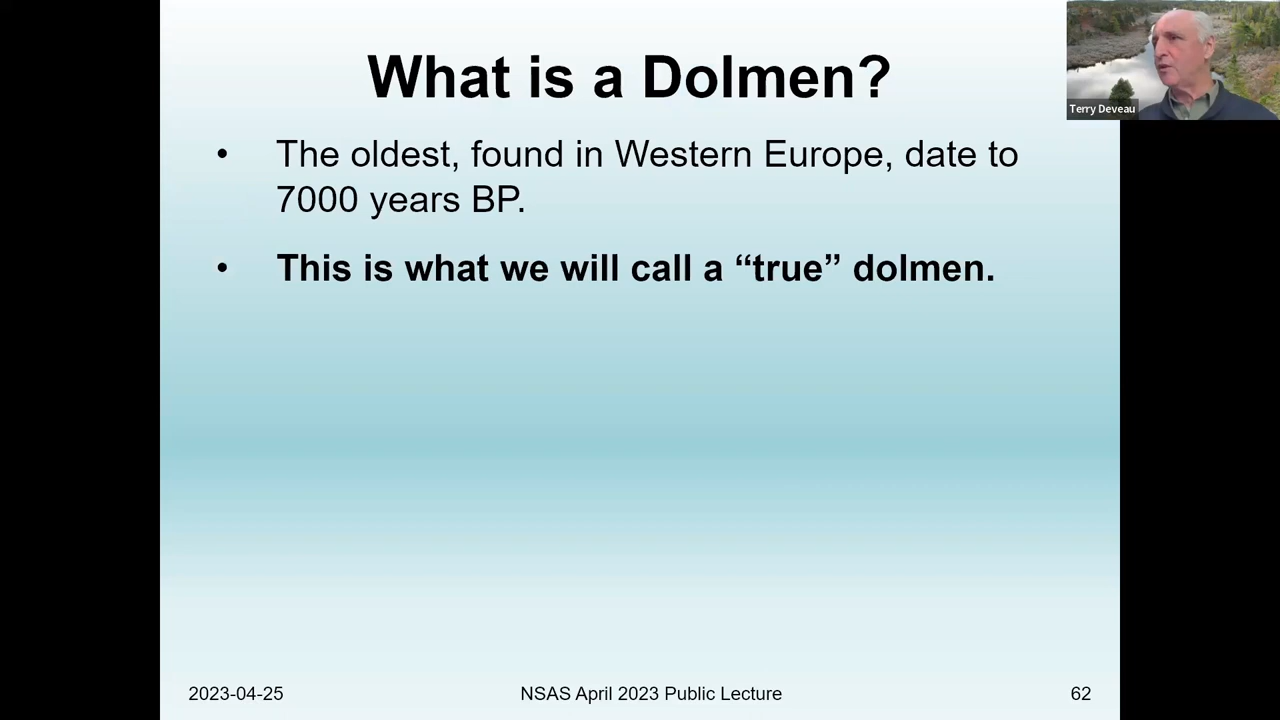 What is a Dolmen?
Terry Deveau
• The oldest, found in Western Europe, date to
7000 years BP.
• This is what we will call a “true” dolmen.
2023-04-25
NSAS April 2023 Public Lecture
62